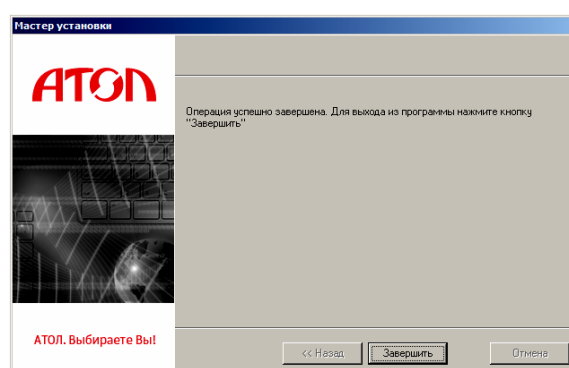 Мастер установки
АТОЛ
Операция успешно завершена. Для выхода из программы нажмите кнопку
"Завершить"
АТОЛ. Выбираете Вы!
<< Назад
Завершить
Отмена